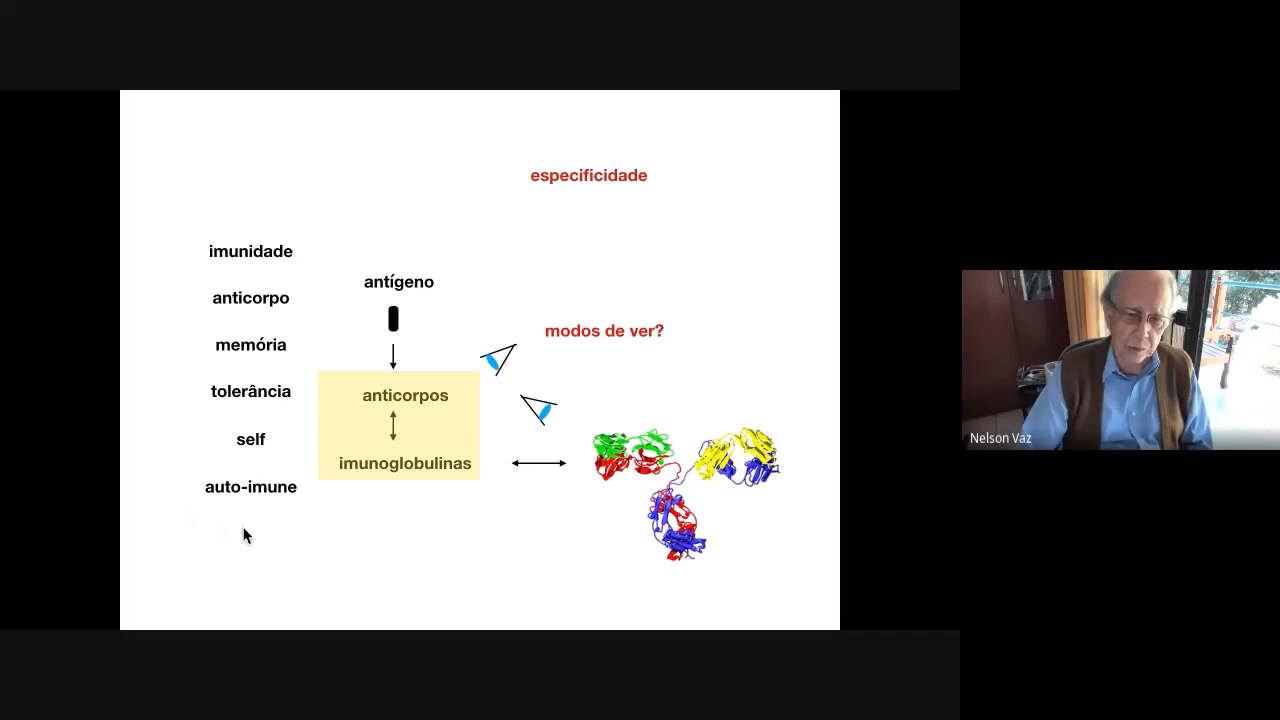 especificidade
imunidade
antígeno
anticorpo
modos de ver?
memória
tolerância
anticorpos
self
imunoglobulinas
auto-imune
Nelson Vaz